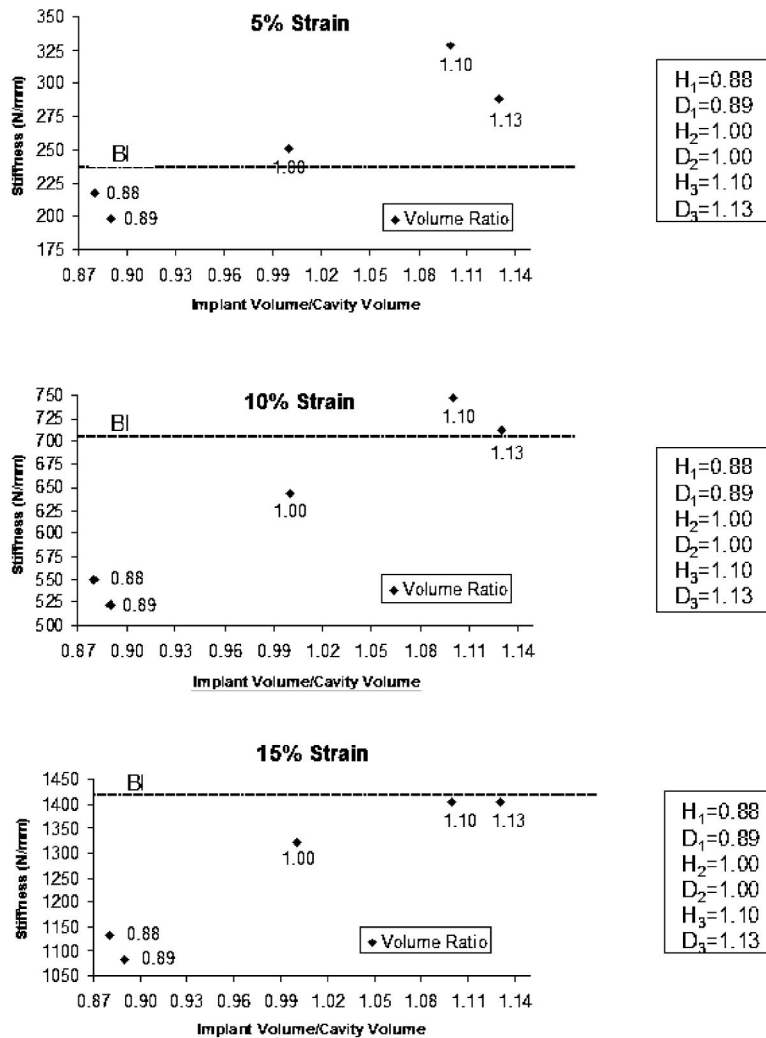 5% Strain
Stiffness (N/mm)
350
325
300
275
250
225
200
175
BI
0.88
0.89
1.00
1.10
1.13
Volume Ratio
0.87 0.90 0.93 0.96 0.99 1.02 1.05 1.08 1.11 1.14
Implant Volume/Cavity Volume
H1=0.88
D1=0.89
H2=1.00
D2=1.00
H3=1.10
D3=1.13
10% Strain
Stiffness (N/mm)
750
725
700
675
650
625
600
575
550
525
500
BI
0.88
0.89
1.00
1.10
1.13
Volume Ratio
0.87 0.90 0.93 0.96 0.99 1.02 1.05 1.08 1.11 1.14
Implant Volume/Cavity Volume
H1=0.88
D1=0.89
H2=1.00
D2=1.00
H3=1.10
D3=1.13
15% Strain
Stiffness (N/mm)
1450
1400
1350
1300
1250
1200
1150
1100
1050
BI
0.88
0.89
1.00
1.10
1.13
Volume Ratio
0.87 0.90 0.93 0.96 0.99 1.02 1.05 1.08 1.11 1.14
Implant Volume/Cavity Volume
H1=0.88
D1=0.89
H2=1.00
D2=1.00
H3=1.10
D3=1.13